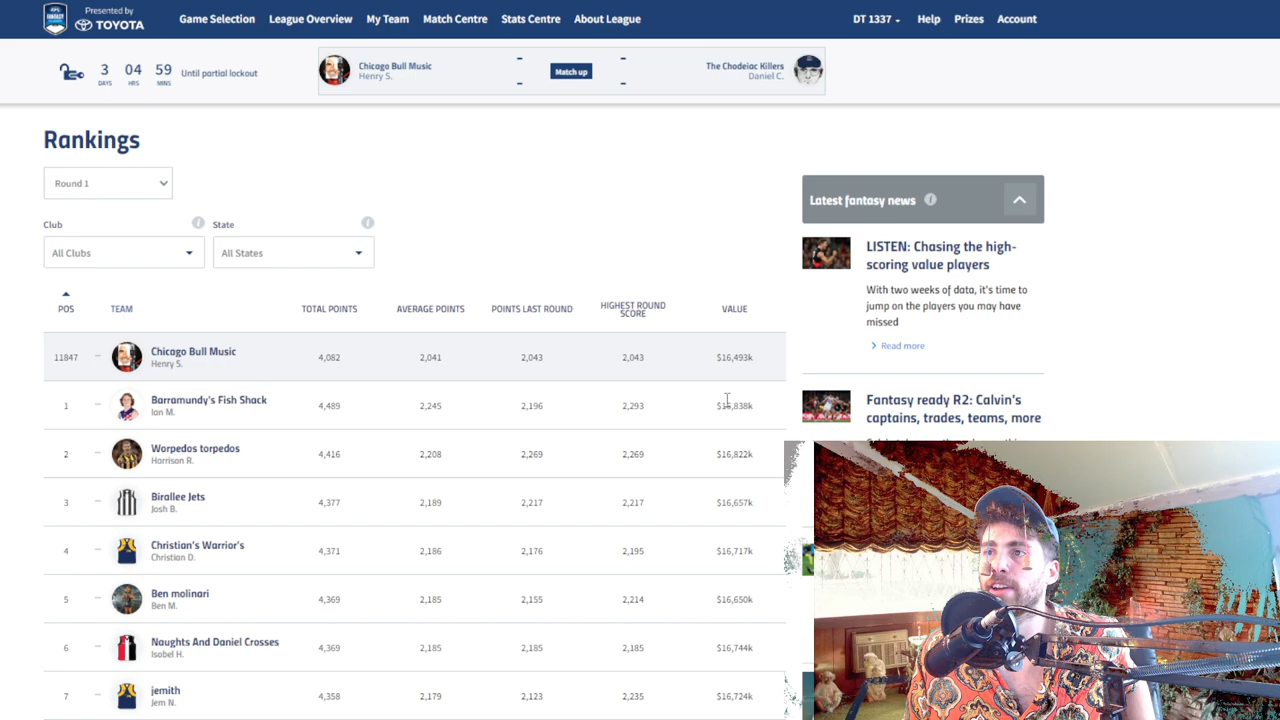 Presented by
TOYOTA
Game Selection League Overview My Team Match Centre Stats Centre About League
DT 1337 Help Prizes Account
3 04 59 Until partial lockout
DAYS HRS MINS
Chicago Bull Music
Henry S.
- -
Match up
- -
The Chodeiac Killers
Daniel C.
Rankings
Round 1
Club State
All Clubs All States
POS TEAM TOTAL POINTS AVERAGE POINTS POINTS LAST ROUND HIGHEST ROUND SCORE VALUE
11847 – Chicago Bull Music 4,082 2,041 2,043 2,043 $16,493k
Henry S.
1 – Barramundy's Fish Shack 4,489 2,245 2,196 2,293
Ian M.
2 – Worpedos torpedos 4,416 2,208 2,269 2,269 $16,822k
Harrison R.
3 – Birallee Jets 4,377 2,189 2,217 2,217 $16,657k
Josh B.
4 – Christian's Warrior's 4,371 2,186 2,176 2,195 $16,717k
Christian D.
5 – Ben molinari 4,369 2,185 2,155 2,214 $16,650k
Ben M.
6 – Naughts And Daniel Crosses 4,369 2,185 2,185 2,185 $16,744k
Isobel H.
7 – jemith 4,358 2,179 2,123 2,235 $16,724k
Jem N.
Latest fantasy news
LISTEN: Chasing the high-
scoring value players
With two weeks of data, it's time to
jump on the players you may have
missed
Read more
Fantasy ready R2: Calvin's
captains, trades, teams, more